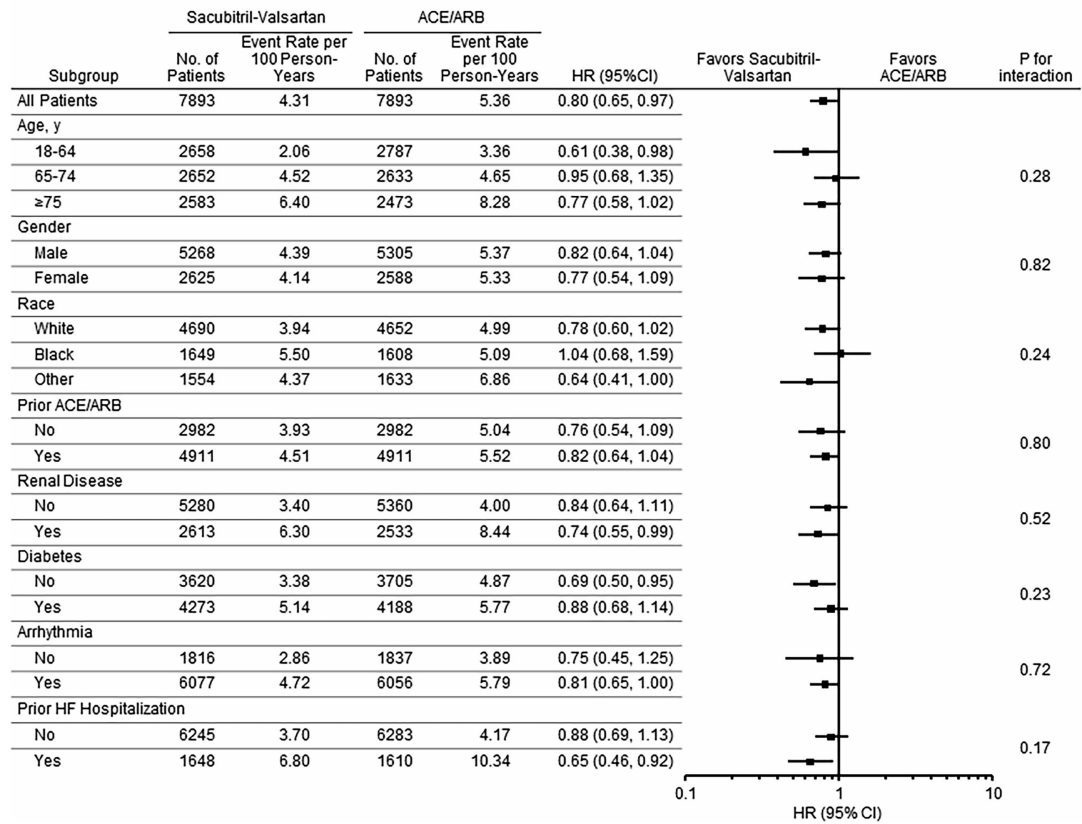 Sacubitril-Valsartan ACE/ARB
Subgroup No. of Patients Event Rate per 100 Person-Years No. of Patients Event Rate per 100 Person-Years HR (95%CI) Favors Sacubitril-Valsartan Favors ACE/ARB P for interaction
All Patients 7893 4.31 7893 5.36 0.80 (0.65, 0.97)
Age, y
18-64 2658 2.06 2787 3.36 0.61 (0.38, 0.98)
65-74 2652 4.52 2633 4.65 0.95 (0.68, 1.35) 0.28
≥75 2583 6.40 2473 8.28 0.77 (0.58, 1.02)
Gender
Male 5268 4.39 5305 5.37 0.82 (0.64, 1.04)
0.82
Female 2625 4.14 2588 5.33 0.77 (0.54, 1.09)
Race
White 4690 3.94 4652 4.99 0.78 (0.60, 1.02)
Black 1649 5.50 1608 5.09 1.04 (0.68, 1.59) 0.24
Other 1554 4.37 1633 6.86 0.64 (0.41, 1.00)
Prior ACE/ARB
No 2982 3.93 2982 5.04 0.76 (0.54, 1.09)
0.80
Yes 4911 4.51 4911 5.52 0.82 (0.64, 1.04)
Renal Disease
No 5280 3.40 5360 4.00 0.84 (0.64, 1.11)
0.52
Yes 2613 6.30 2533 8.44 0.74 (0.55, 0.99)
Diabetes
No 3620 3.38 3705 4.87 0.69 (0.50, 0.95)
0.23
Yes 4273 5.14 4188 5.77 0.88 (0.68, 1.14)
Arrhythmia
No 1816 2.86 1837 3.89 0.75 (0.45, 1.25)
0.72
Yes 6077 4.72 6056 5.79 0.81 (0.65, 1.00)
Prior HF Hospitalization
No 6245 3.70 6283 4.17 0.88 (0.69, 1.13)
0.17
Yes 1648 6.80 1610 10.34 0.65 (0.46, 0.92)
0.1 1 10
HR (95% CI)